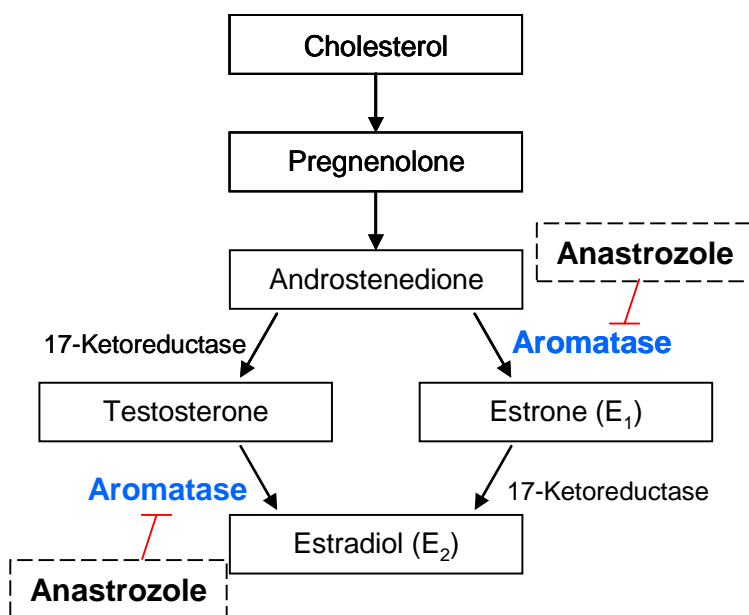 Cholesterol
Pregnenolone
Anastrozole
Androstenedione
17-Ketoreductase
Aromatase
Testosterone
Estrone (E₁)
Aromatase
17-Ketoreductase
Estradiol (E₂)
Anastrozole